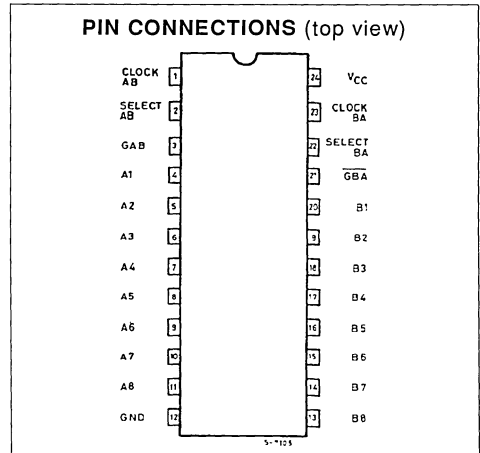 PIN CONNECTIONS (top view)
CLOCK AB 1 24 VCC
SELECT AB 2 23 CLOCK BA
GAB 3 22 SELECT BA
A1 4 21 GBA
A2 5 20 B1
A3 6 9 B2
A4 7 18 B3
A5 8 17 B4
A6 9 16 B5
A7 10 15 B6
A8 11 14 B7
GND 12 13 B8